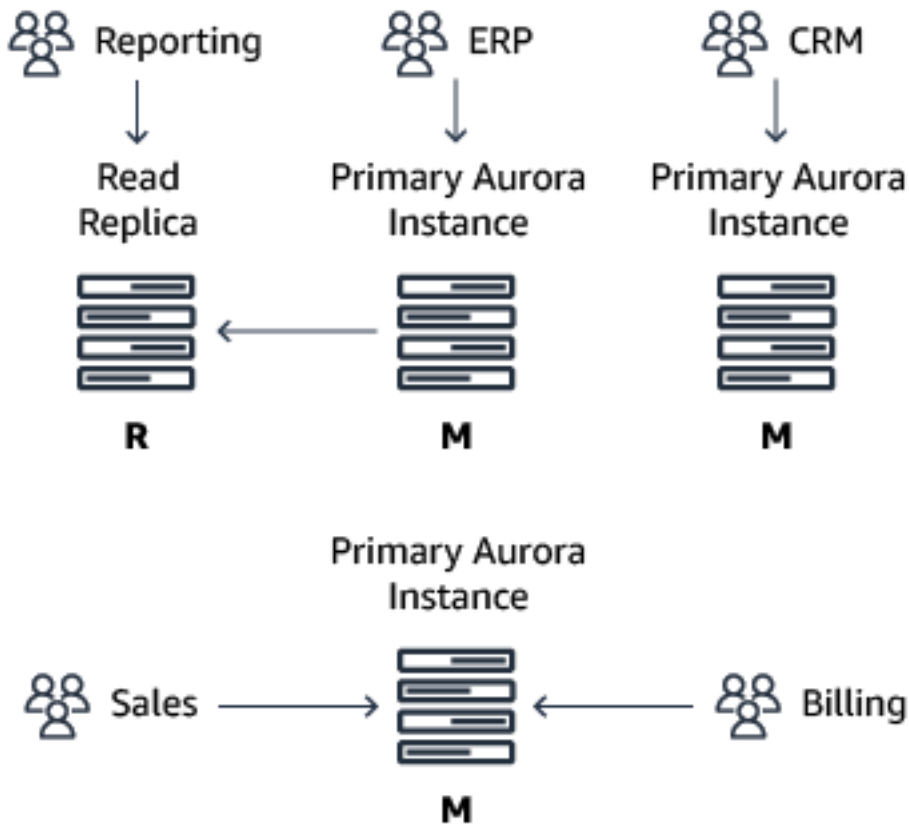 Reporting
ERP
CRM
Read
Replica
Primary Aurora
Instance
Primary Aurora
Instance
R
M
M
Primary Aurora
Instance
Sales
Billing
M